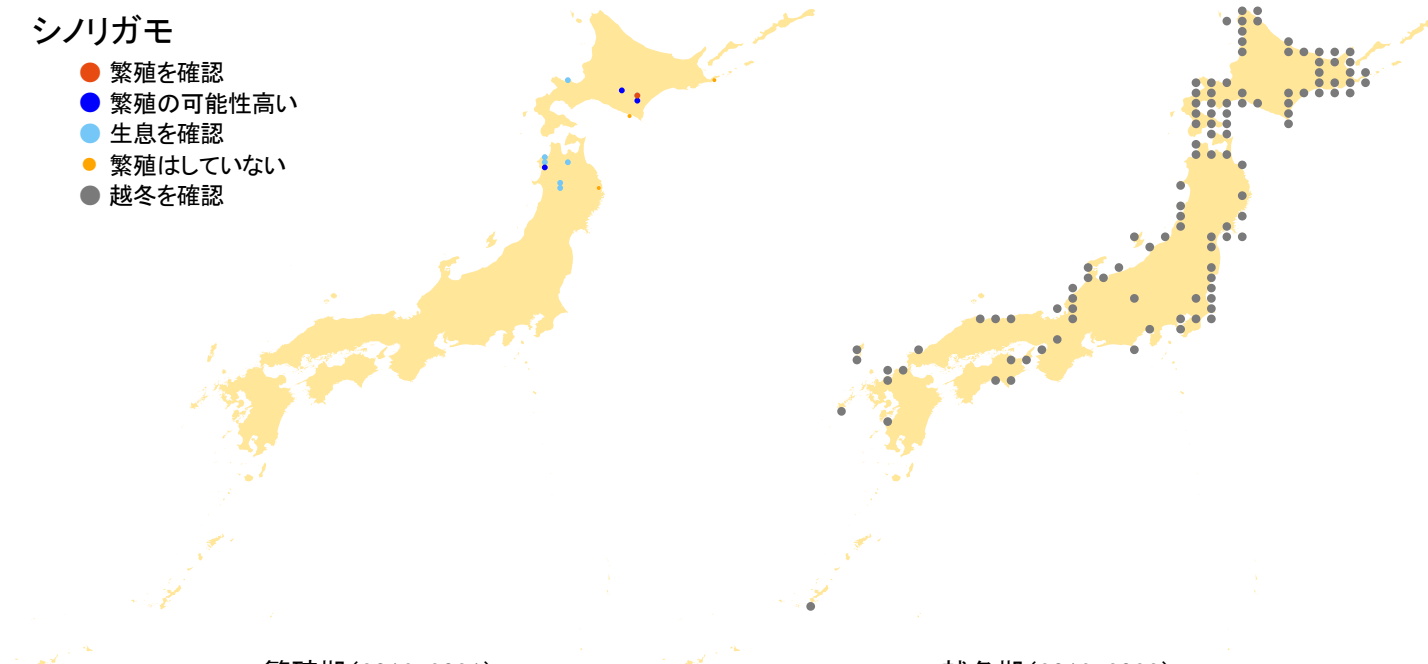 シノリガモ
繁殖を確認
繁殖の可能性高い
生息を確認
繁殖はしていない
越冬を確認